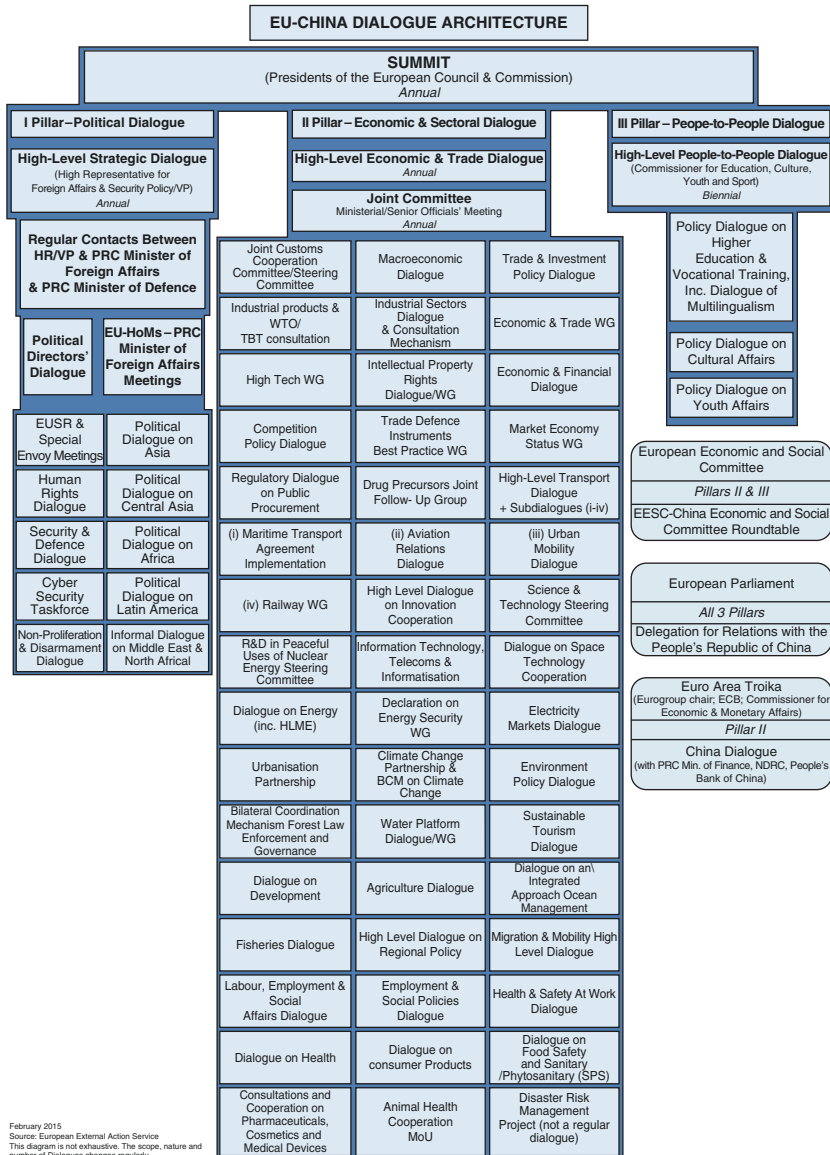 EU-CHINA DIALOGUE ARCHITECTURE
SUMMIT
(Presidents of the European Council & Commission)
Annual
I Pillar–Political Dialogue
High-Level Strategic Dialogue
(High Representative for
Foreign Affairs & Security Policy/VP)
Annual
Regular Contacts Between
HR/VP & PRC Minister of
Foreign Affairs
& PRC Minister of Defence
Political
Directors'
Dialogue
EU-HoMs–PRC
Minister of
Foreign Affairs
Meetings
EUSR &
Special
Envoy Meetings
Political
Dialogue on
Asia
Human
Rights
Dialogue
Political
Dialogue on
Central Asia
Security &
Defence
Dialogue
Political
Dialogue on
Africa
Cyber
Security
Taskforce
Political
Dialogue on
Latin America
Non-Proliferation
& Disarmament
Dialogue
Informal Dialogue
on Middle East &
North Africal
II Pillar–Economic & Sectoral Dialogue
High-Level Economic & Trade Dialogue
Annual
Joint Committee
Ministerial/Senior Officials' Meeting
Annual
Joint Customs
Cooperation
Committee/Steering
Committee
Macroeconomic
Dialogue
Trade & Investment
Policy Dialogue
Industrial products &
WTO/
TBT consultation
Industrial Sectors
Dialogue
& Consultation
Mechanism
Economic & Trade WG
High Tech WG
Intellectual Property
Rights
Dialogue/WG
Economic & Financial
Dialogue
Competition
Policy Dialogue
Trade Defence
Instruments
Best Practice WG
Market Economy
Status WG
Regulatory Dialogue
on Public
Procurement
Drug Precursors Joint
Follow- Up Group
High-Level Transport
Dialogue
+ Subdialogues (i-iv)
(i) Maritime Transport
Agreement
Implementation
(ii) Aviation
Relations
Dialogue
(iii) Urban
Mobility
Dialogue
(iv) Railway WG
High Level Dialogue
on Innovation
Cooperation
Science &
Technology Steering
Committee
R&D in Peaceful
Uses of Nuclear
Energy Steering
Committee
Information Technology,
Telecoms &
Informatisation
Dialogue on Space
Technology
Cooperation
Dialogue on Energy
(inc. HLME)
Declaration on
Energy Security
WG
Electricity
Markets Dialogue
Urbanisation
Partnership
Climate Change
Partnership &
BCM on Climate
Change
Environment
Policy Dialogue
Bilateral Coordination
Mechanism Forest Law
Enforcement and
Governance
Water Platform
Dialogue/WG
Sustainable
Tourism
Dialogue
Dialogue on
Development
Agriculture Dialogue
Dialogue on an\
Integrated
Approach Ocean
Management
Fisheries Dialogue
High Level Dialogue on
Regional Policy
Migration & Mobility High
Level Dialogue
Labour, Employment &
Social
Affairs Dialogue
Employment &
Social Policies
Dialogue
Health & Safety At Work
Dialogue
Dialogue on Health
Dialogue on
consumer Products
Dialogue on
Food Safety
and Sanitary
/Phytosanitary (SPS)
Consultations and
Cooperation on
Pharmaceuticals,
Cosmetics and
Medical Devices
Animal Health
Cooperation
MoU
Disaster Risk
Management
Project (not a regular
dialogue)
III Pillar–Peope-to-People Dialogue
High-Level People-to-People Dialogue
(Commissioner for Education, Culture,
Youth and Sport)
Biennial
Policy Dialogue on
Higher
Education &
Vocational Training,
Inc. Dialogue of
Multilingualism
Policy Dialogue on
Cultural Affairs
Policy Dialogue on
Youth Affairs
European Economic and Social
Committee
Pillars II & III
EESC-China Economic and Social
Committee Roundtable
European Parliament
All 3 Pillars
Delegation for Relations with the
People's Republic of China
Euro Area Troika
(Eurogroup chair; ECB; Commissioner for
Economic & Monetary Affairs)
Pillar II
China Dialogue
(with PRC Min. of Finance, NDRC, People's
Bank of China)
February 2015
Source: European External Action Service
This diagram is not exhaustive. The scope, nature and
number of Dialogues changes regularly